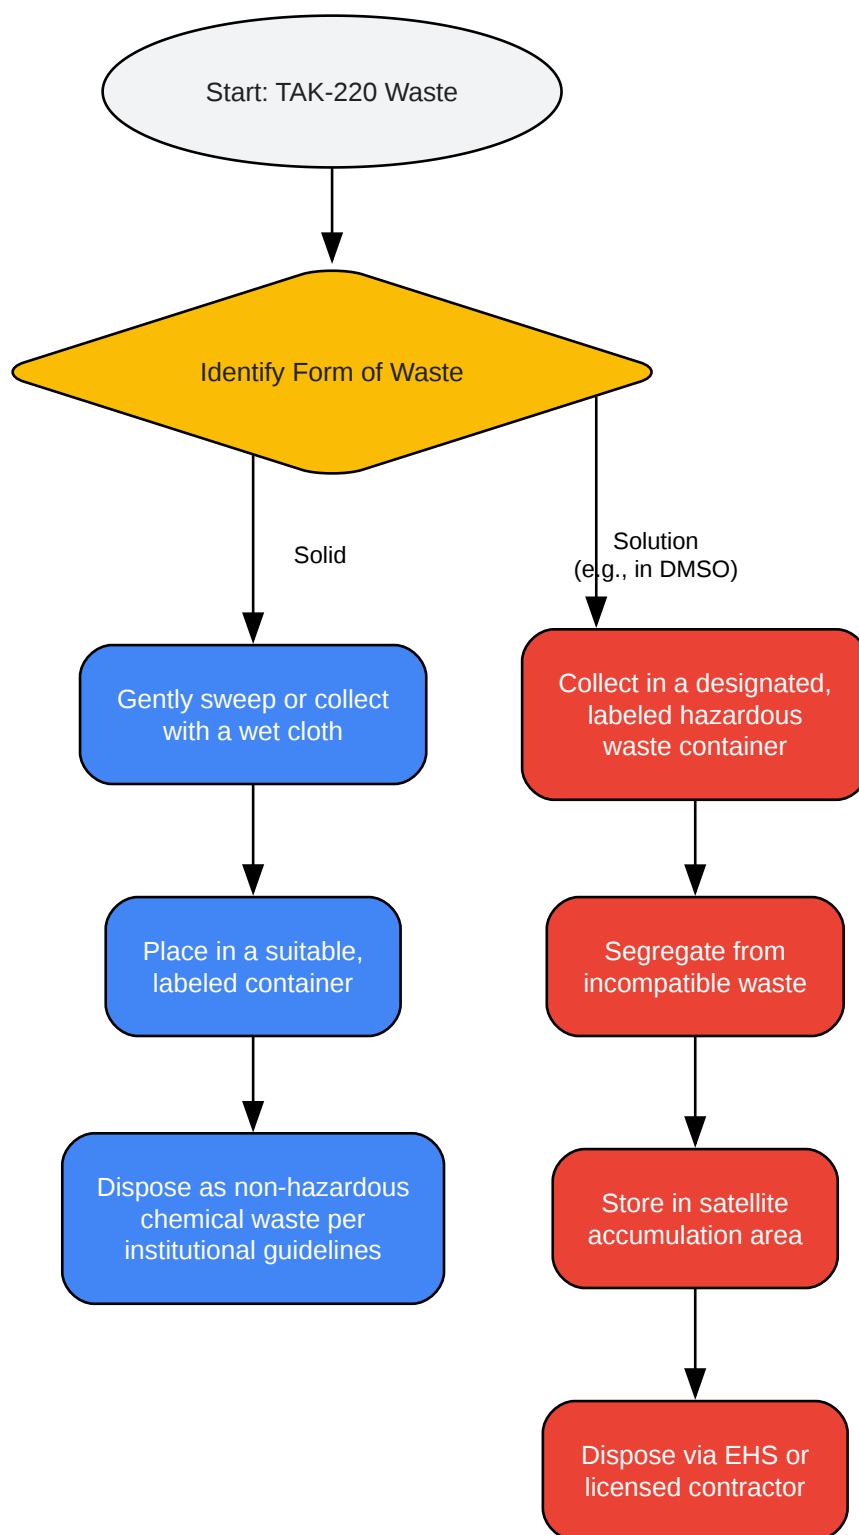 Start: TAK-220 Waste
Identify Form of Waste
Solid
Solution
(e.g., in DMSO)
Gently sweep or collect
with a wet cloth
Collect in a designated,
labeled hazardous
waste container
Place in a suitable,
labeled container
Segregate from
incompatible waste
Dispose as non-hazardous
chemical waste per
institutional guidelines
Store in satellite
accumulation area
Dispose via EHS or
licensed contractor